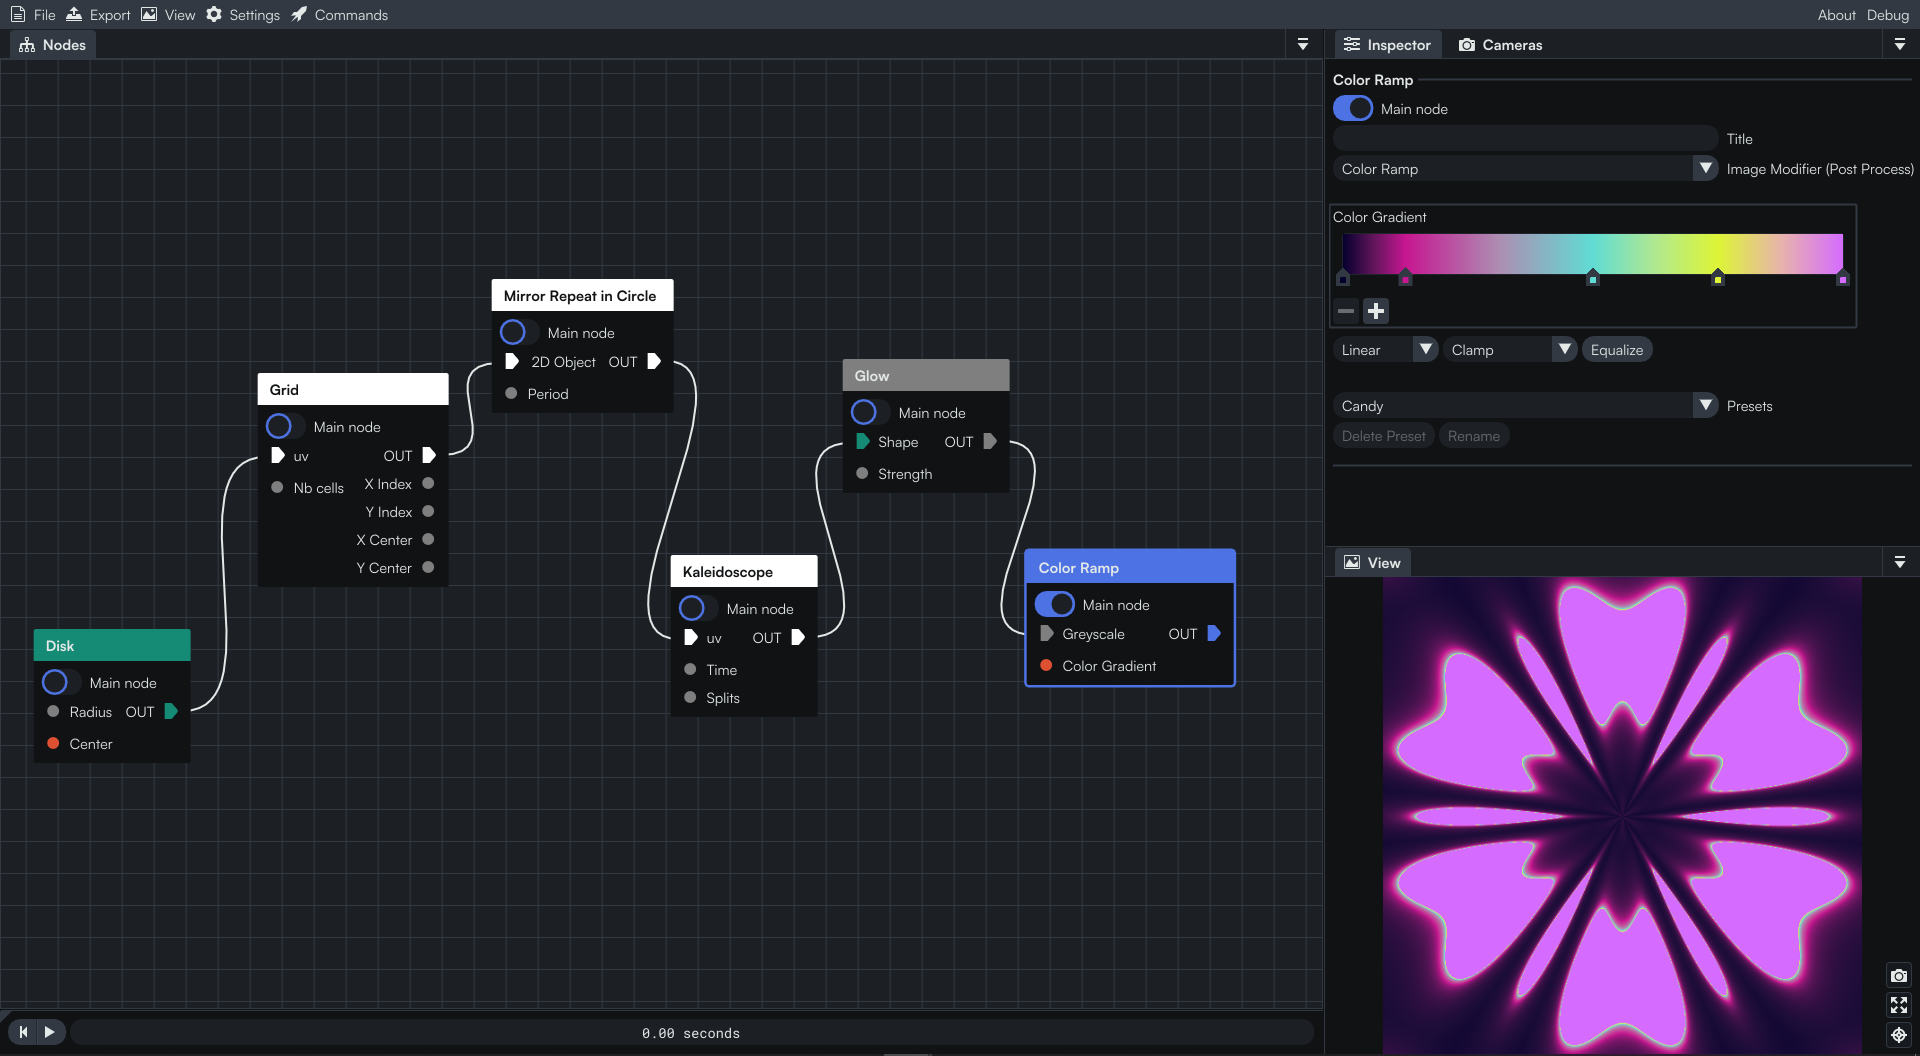 File Export View Settings Commands About Debug
Nodes
Inspector Cameras
Color Ramp
Main node
Title
Color Ramp Image Modifier (Post Process)
Color Gradient
Linear Clamp Equalize
Candy Presets
Delete Preset Rename
View
Mirror Repeat in Circle
Main node
2D Object OUT
Period
Grid
Main node
uv OUT
Nb cells X Index
Y Index
X Center
Y Center
Glow
Main node
Shape OUT
Strength
Kaleidoscope
Main node
uv OUT
Time
Splits
Color Ramp
Main node
Greyscale OUT
Color Gradient
Disk
Main node
Radius OUT
Center
0.00 seconds